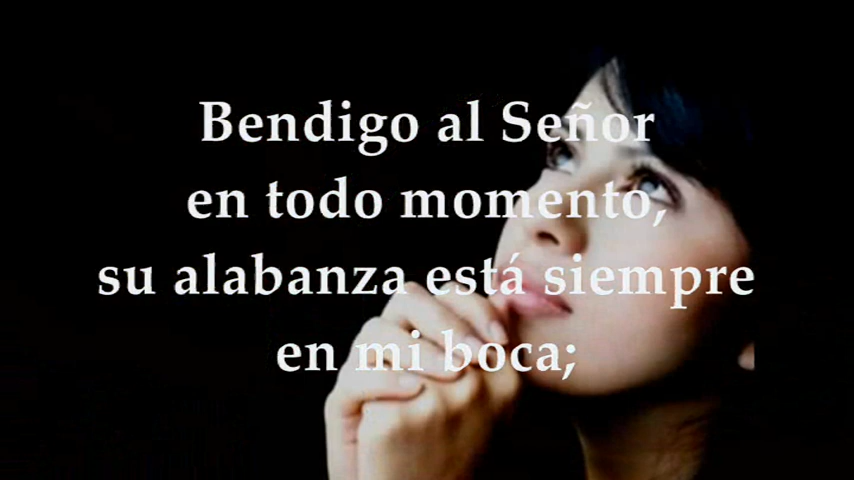 Bendigo al Señor
en todo momento,
su alabanza está siempre
en mi boca;